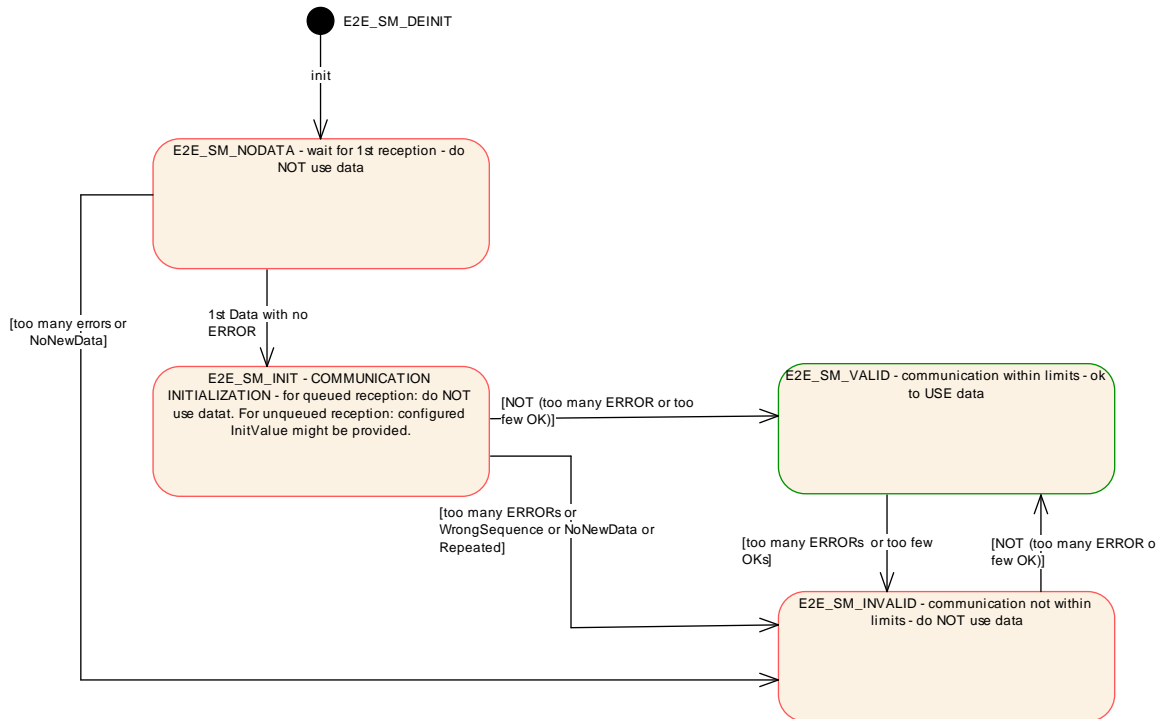 E2E_SM_DEINIT
init
E2E_SM_NODATA - wait for 1st reception - do
NOT use data
[too many errors or
NoNewData]
1st Data with no
ERROR
E2E_SM_INIT - COMMUNICATION
INITIALIZATION - for queued reception: do NOT
use datat. For unqueued reception: configured
InitValue might be provided.
[NOT (too many ERROR or too
few OK)]
E2E_SM_VALID - communication within limits - ok
to USE data
[too many ERRORs or
WrongSequence or NoNewData or
Repeated]
[too many ERRORs or too few
OKs]
[NOT (too many ERROR o
few OK)]
E2E_SM_INVALID - communication not within
limits - do NOT use data